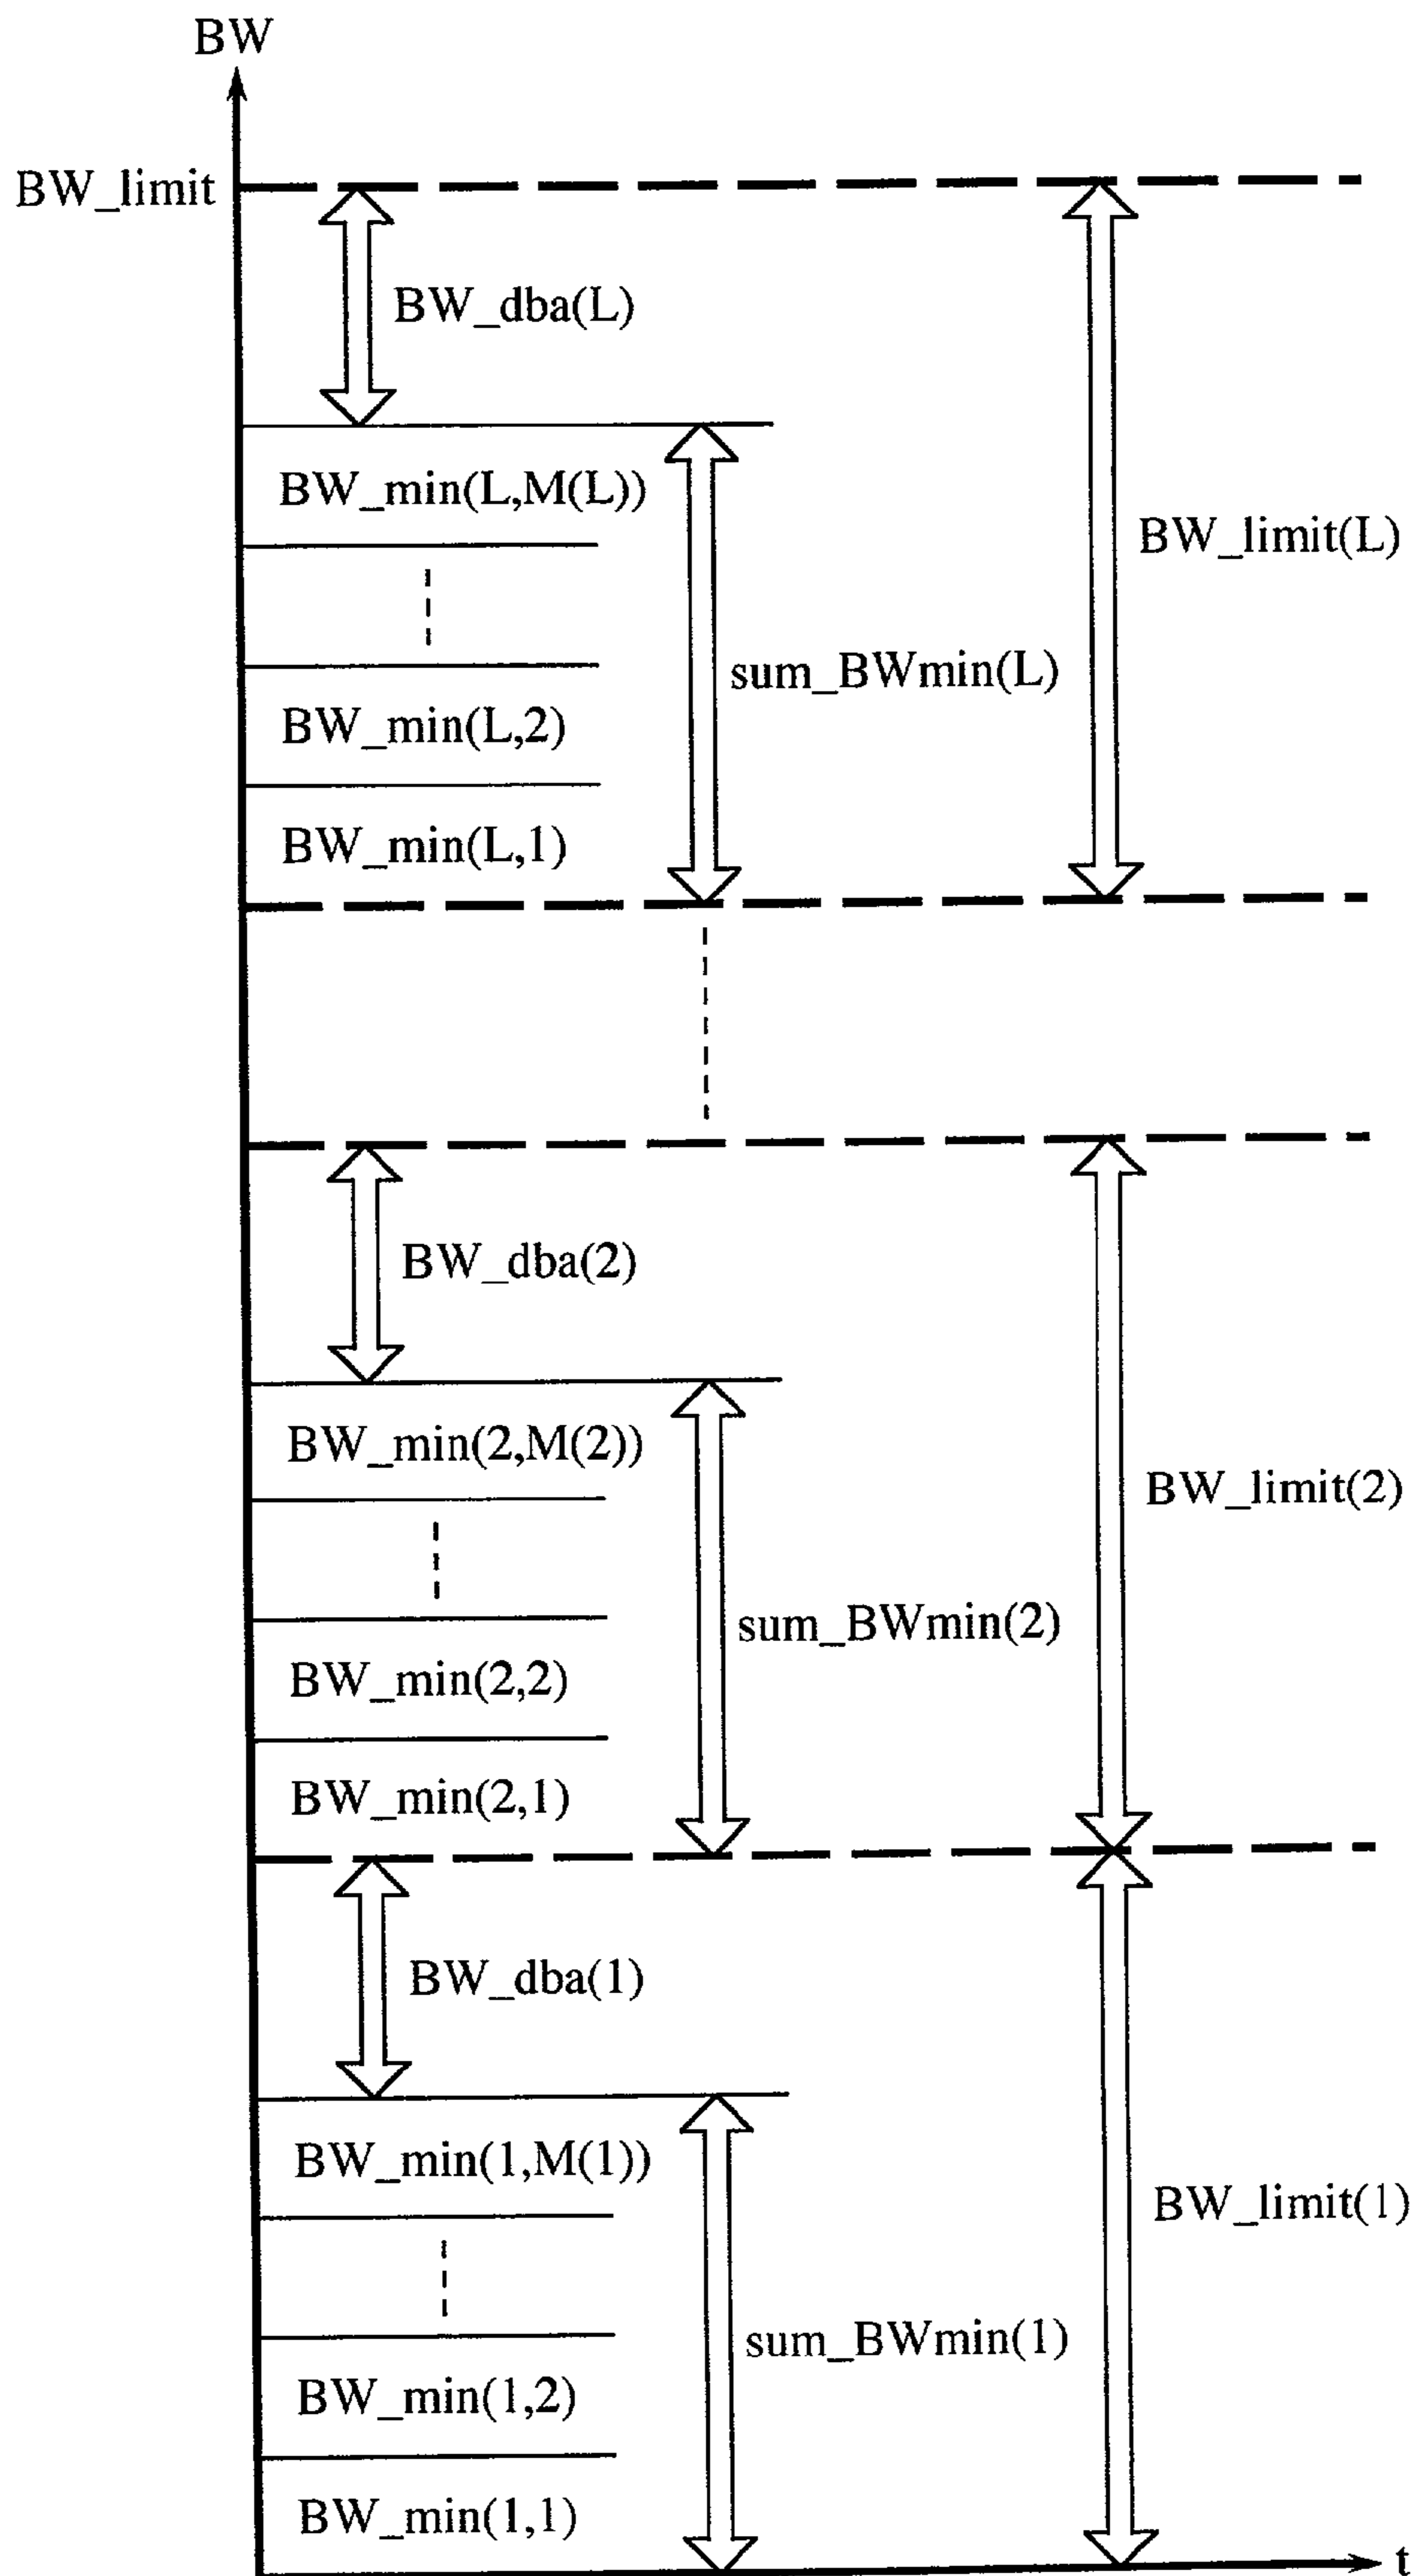 BW
BW_limit
BW_dba(L)
BW_min(L,M(L))
BW_limit(L)
sum_BWmin(L)
BW_min(L,2)
BW_min(L,1)
BW_dba(2)
BW_min(2,M(2))
BW_limit(2)
sum_BWmin(2)
BW_min(2,2)
BW_min(2,1)
BW_dba(1)
BW_min(1,M(1))
BW_limit(1)
sum_BWmin(1)
BW_min(1,2)
BW_min(1,1)
t